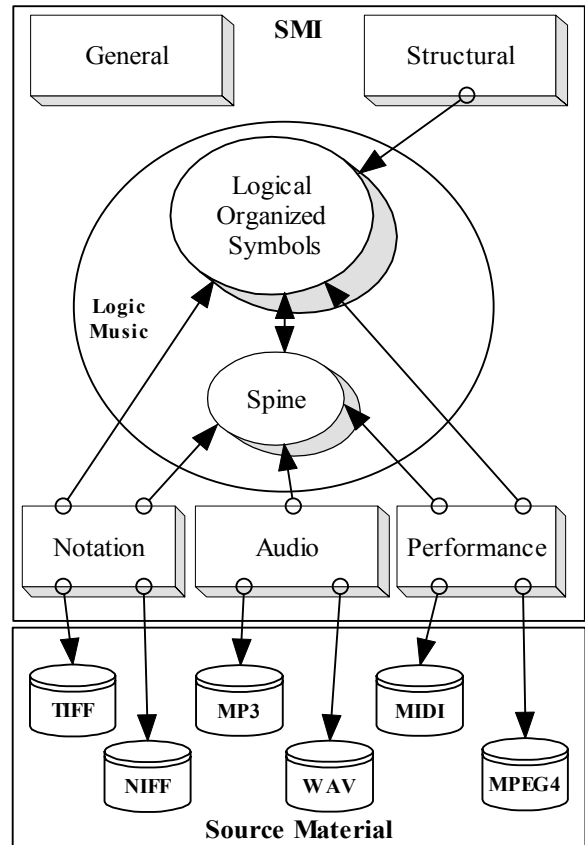 SMI
General
Structural
Logical
Organized
Symbols
Logic
Music
Spine
Notation
Audio
Performance
TIFF
MP3
MIDI
NIFF
WAV
MPEG4
Source Material